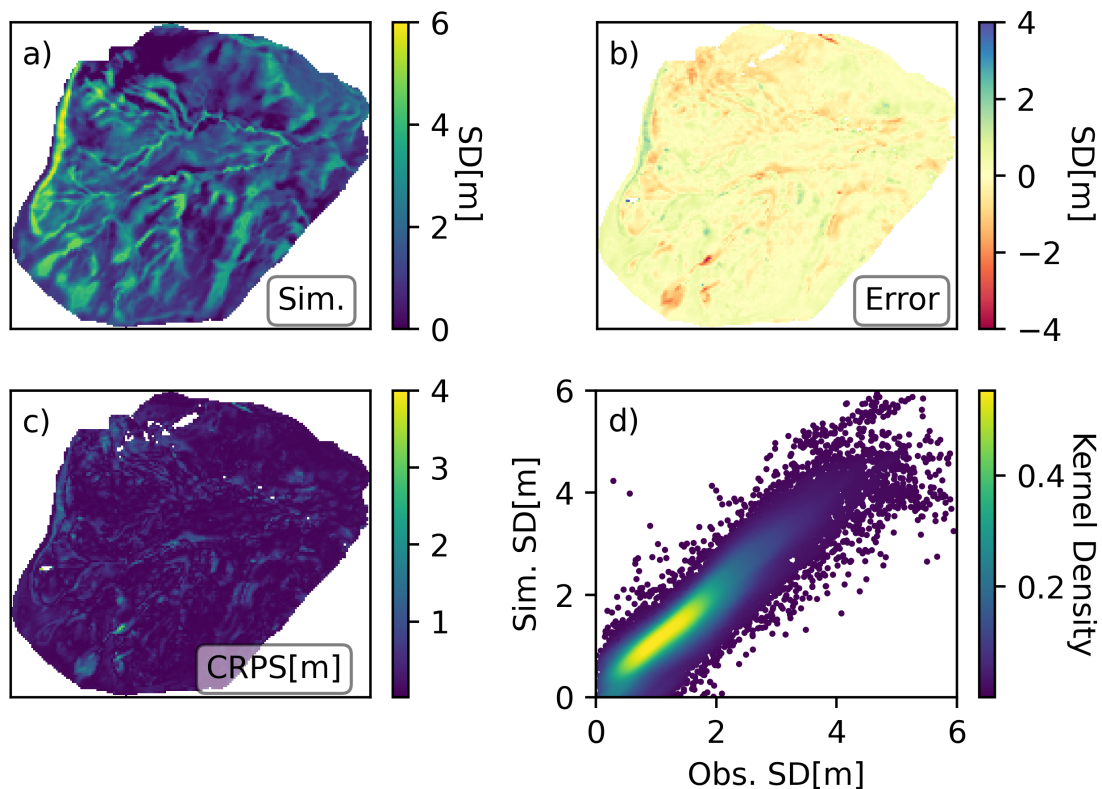 a)
Sim.
6
4
2
0
SD[m]
b)
Error
4
2
0
−2
−4
SD[m]
c)
CRPS[m]
4
3
2
1
d)
6
4
2
0
Sim. SD[m]
0 2 4 6
Obs. SD[m]
0.4
0.2
Kernel Density